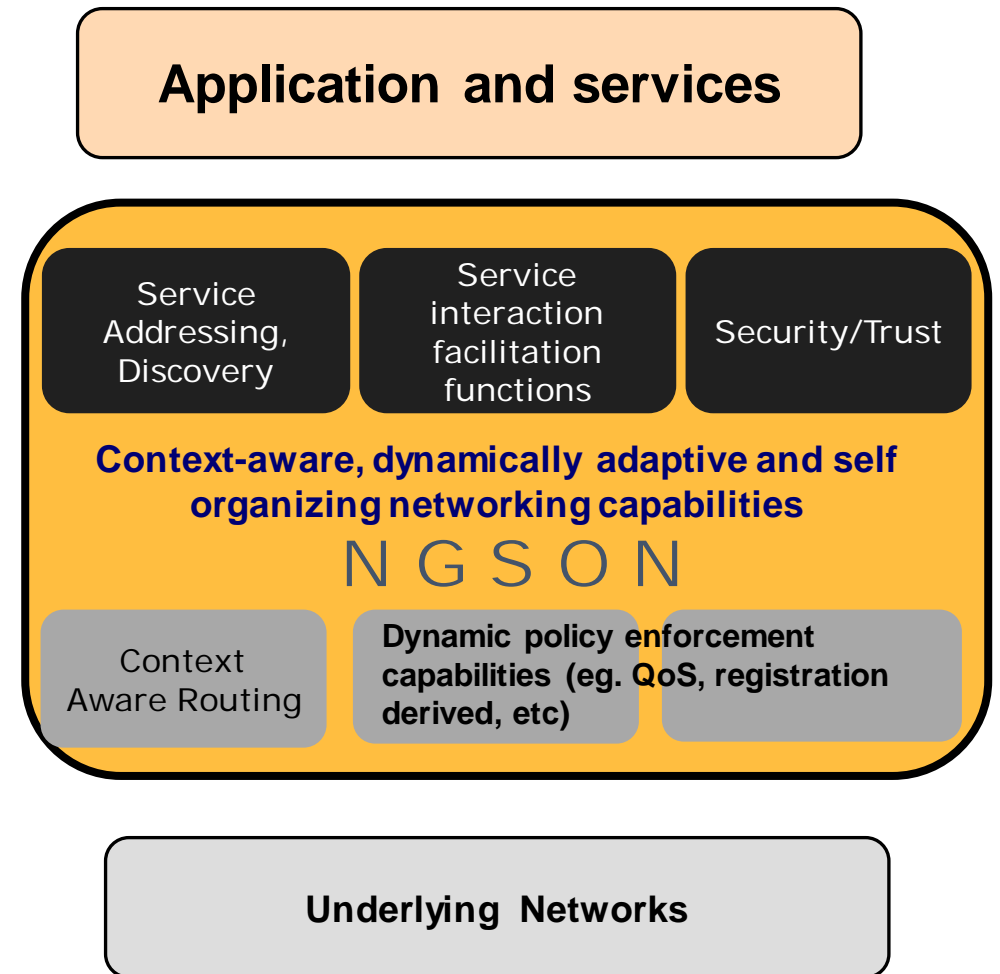 Application and services
Service
Addressing,
Discovery
Service
interaction
facilitation
functions
Security/Trust
Context-aware, dynamically adaptive and self
organizing networking capabilities
N G S O N
Context
Aware Routing
Dynamic policy enforcement
capabilities (eg. QoS, registration
derived, etc)
Underlying Networks